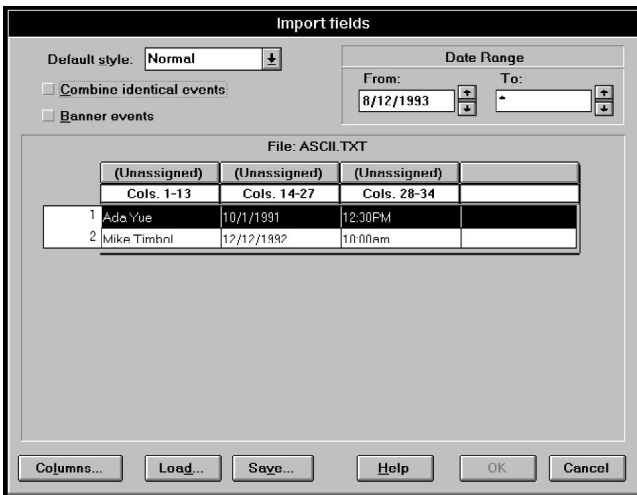 Import fields
Default style: Normal
Date Range
Combine identical events
From: To:
8/12/1993 *
Banner events
File: ASCII.TXT
(Unassigned) (Unassigned) (Unassigned)
Cols. 1-13 Cols. 14-27 Cols. 28-34
1 Ada Yue 10/1/1991 12:30PM
2 Mike Timbol 12/12/1992 10:00am
Columns... Load... Save... Help OK Cancel